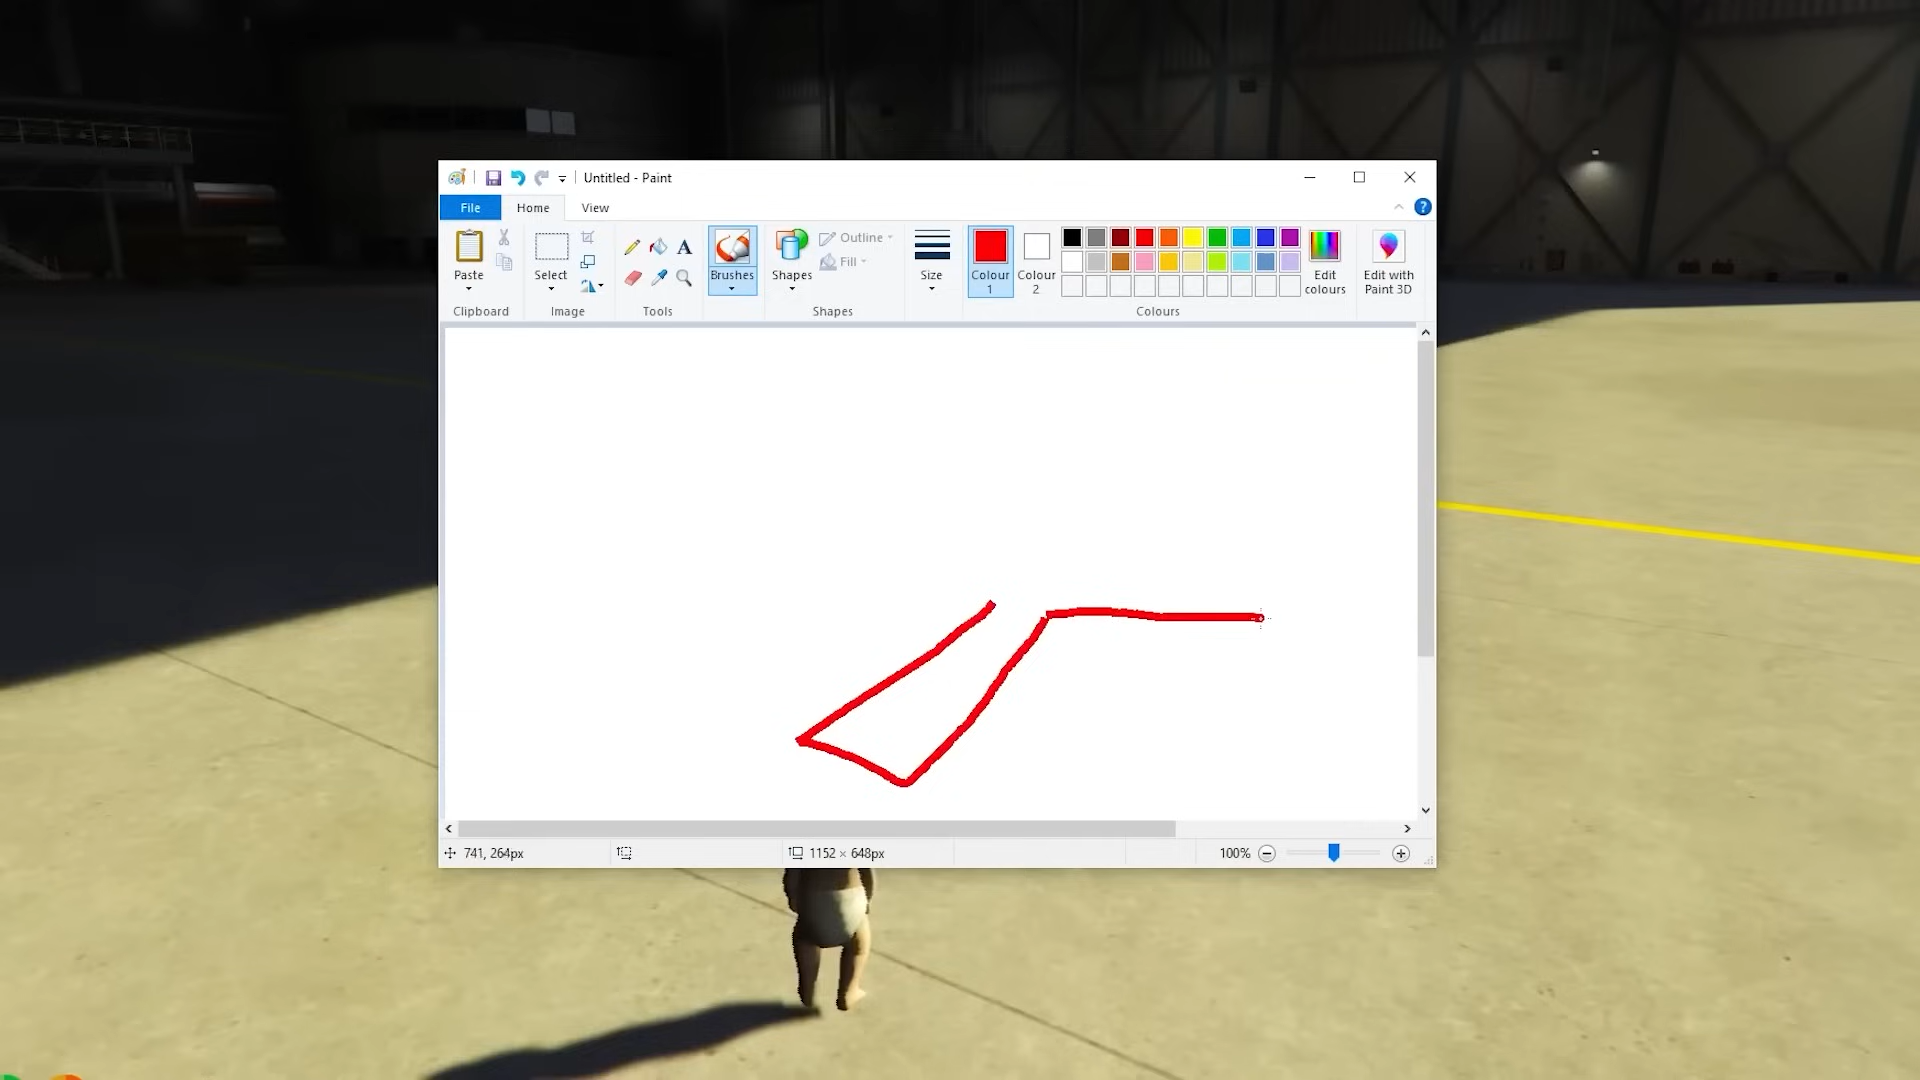 Untitled - Paint
File Home View
Paste
Select
A
Brushes
Shapes
Outline
Fill
Size
Colour 1
Colour 2
Edit colours
Edit with Paint 3D
?
Clipboard Image Tools Shapes Colours
741, 264px 1152 × 648px 100%